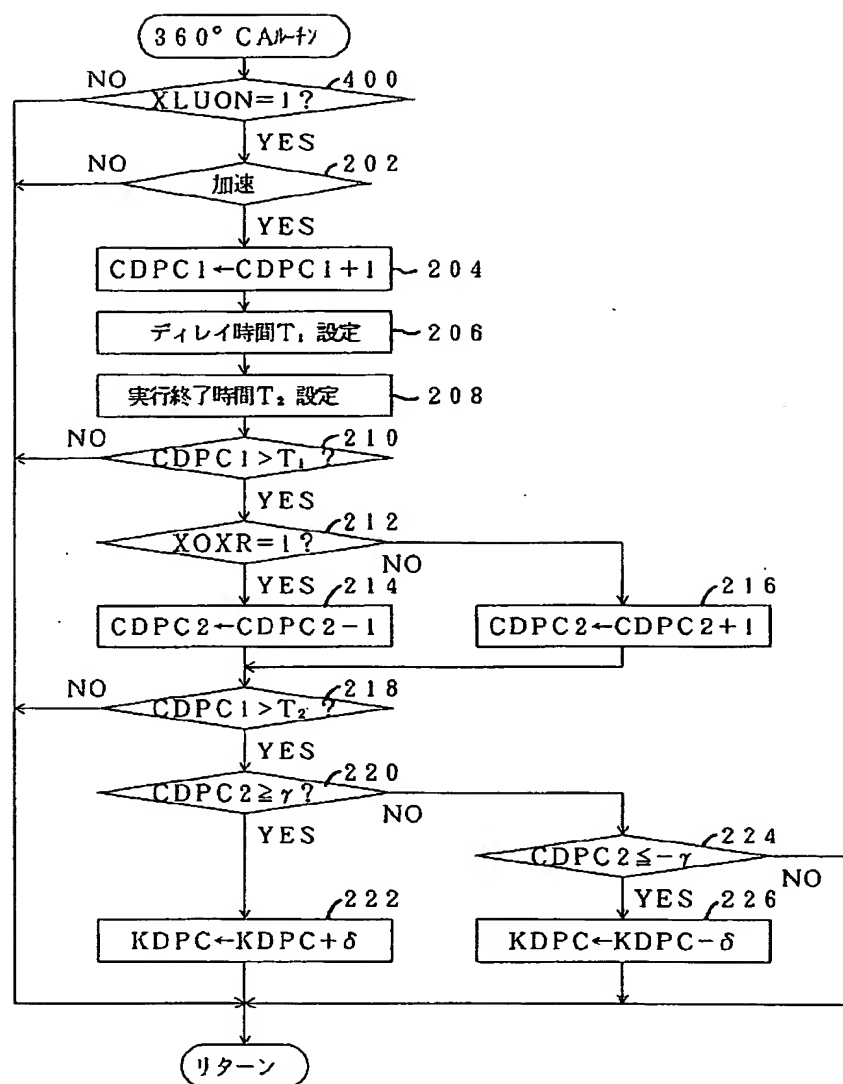 360° CAルーチン
400
NO
XLUON=1?
YES
202
NO
加速
YES
CDPC1←CDPC1+1
204
ディレイ時間T₁ 設定
206
実行終了時間T₂ 設定
208
210
NO
CDPC1>T₁ ?
YES
212
XOXR=1?
NO
YES
214
216
CDPC2←CDPC2−1
CDPC2←CDPC2+1
218
NO
CDPC1>T₂ ?
YES
220
CDPC2≧γ?
NO
YES
224
CDPC2≦−γ
NO
YES
222
226
KDPC←KDPC+δ
KDPC←KDPC−δ
リターン